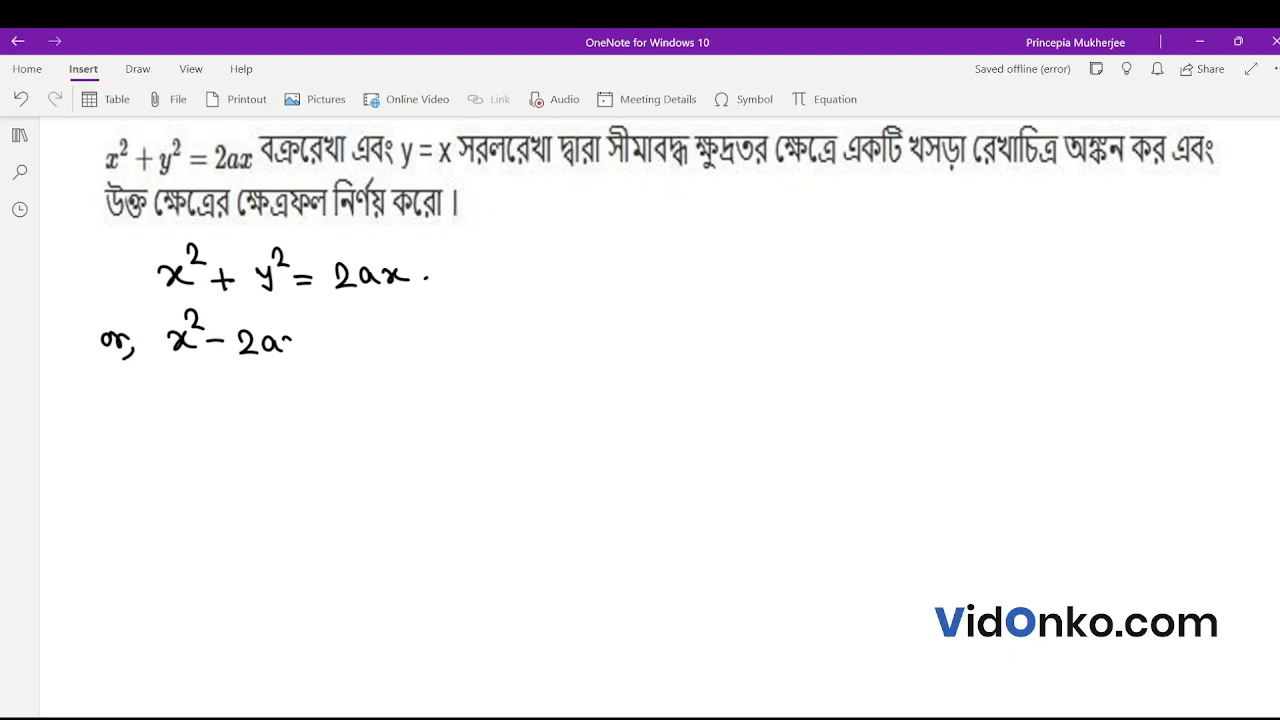 OneNote for Windows 10 Princepia Mukherjee
Home Insert Draw View Help Saved offline (error) Share
Table File Printout Pictures Online Video Link Audio Meeting Details Symbol Equation
x² + y² = 2ax বক্ররেখা এবং y = x সরলরেখা দ্বারা সীমাবদ্ধ ক্ষুদ্রতর ক্ষেত্রে একটি খসড়া রেখাচিত্র অঙ্কন কর এবং
উক্ত ক্ষেত্রের ক্ষেত্রফল নির্ণয় করো ।
x² + y² = 2ax .
or, x² - 2a
VidOnko.com